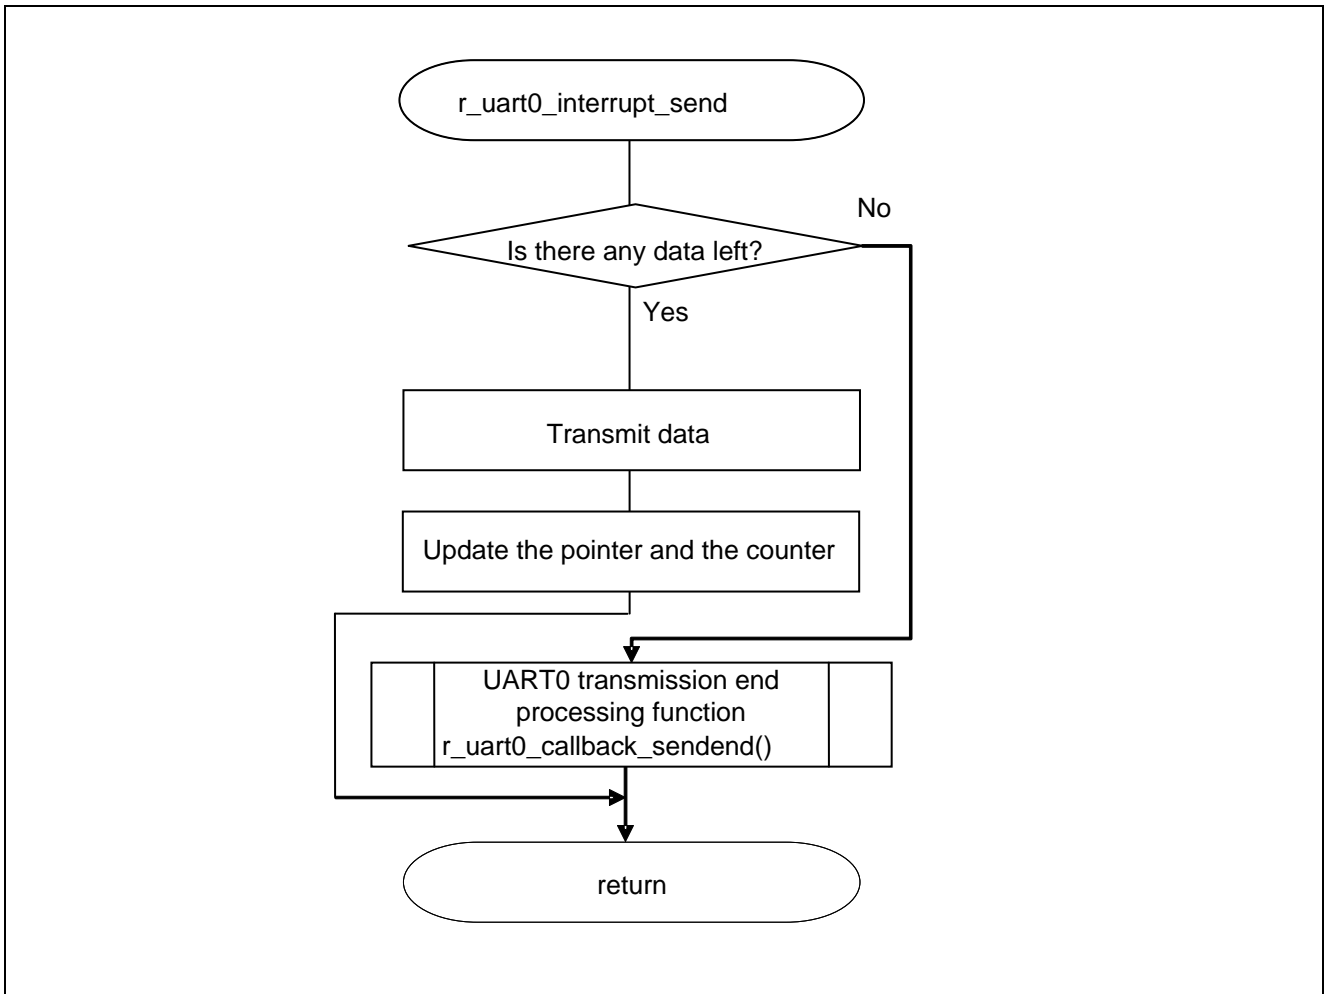 r_uart0_interrupt_send
No
Is there any data left?
Yes
Transmit data
Update the pointer and the counter
UART0 transmission end
processing function
r_uart0_callback_sendend()
return